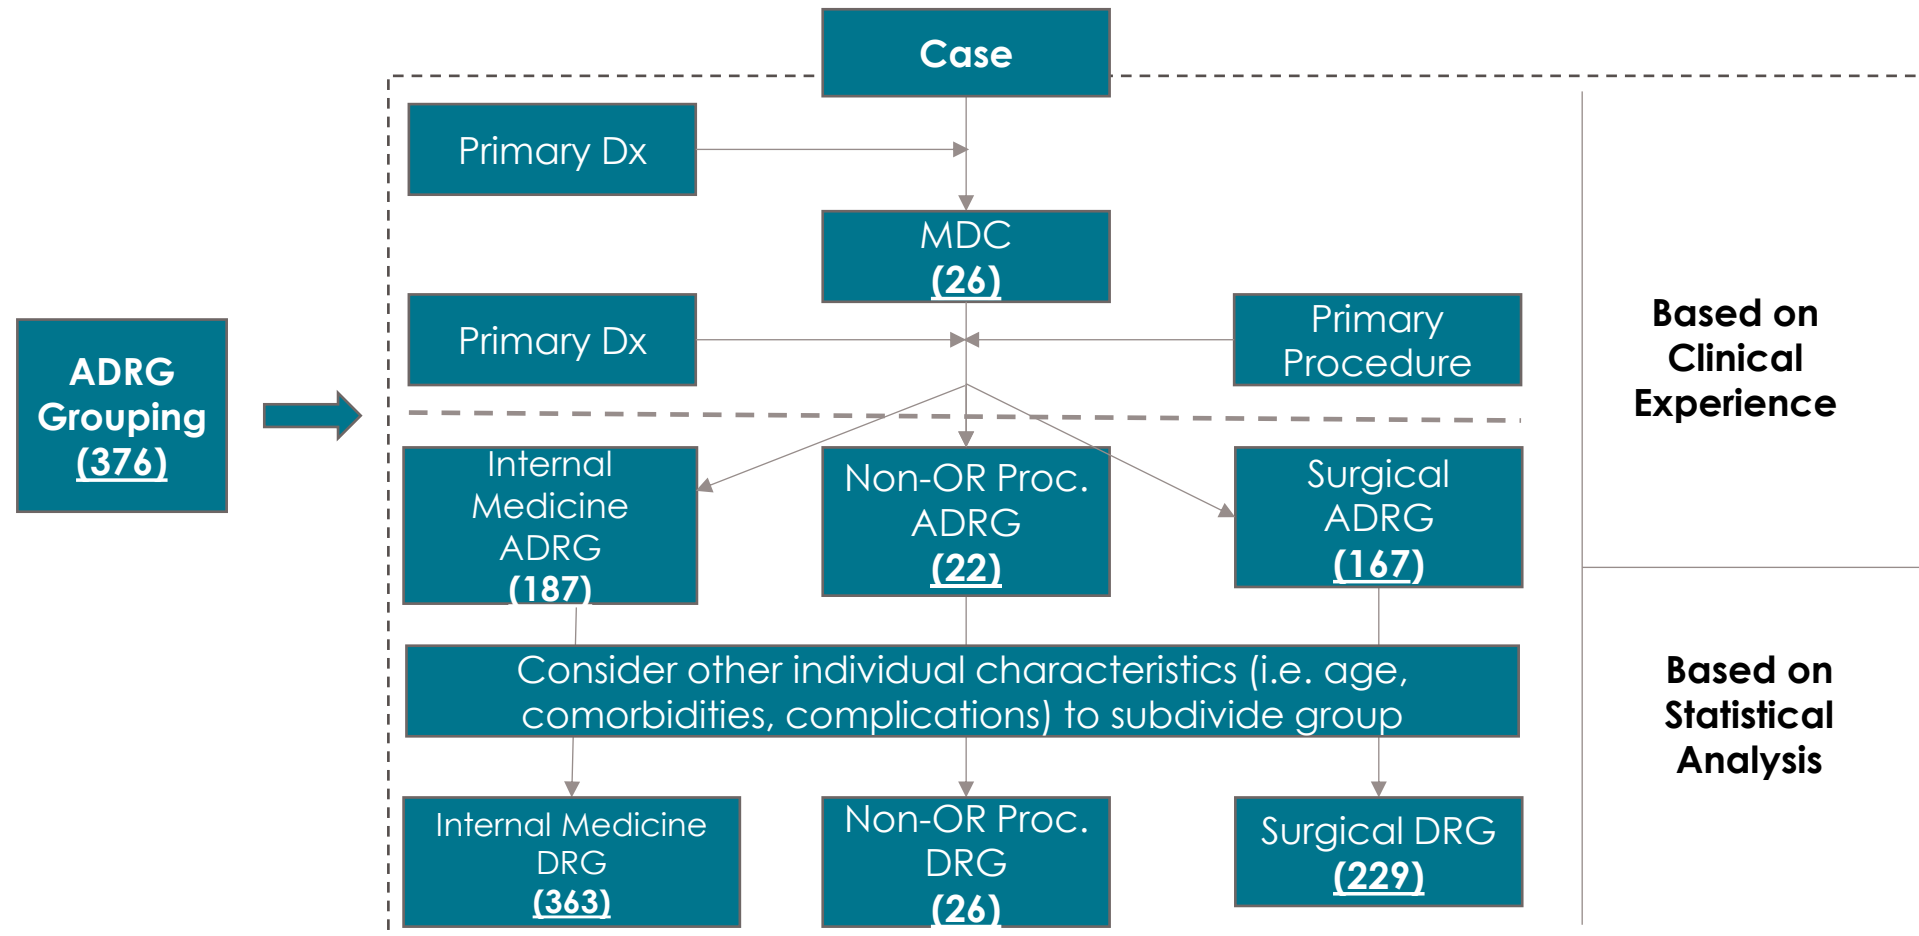 Case
Primary Dx
MDC
(26)
Primary Dx
Primary
Procedure
ADRG
Grouping
(376)
Internal
Medicine
ADRG
(187)
Non-OR Proc.
ADRG
(22)
Surgical
ADRG
(167)
Consider other individual characteristics (i.e. age,
comorbidities, complications) to subdivide group
Internal Medicine
DRG
(363)
Non-OR Proc.
DRG
(26)
Surgical DRG
(229)
Based on
Clinical
Experience
Based on
Statistical
Analysis